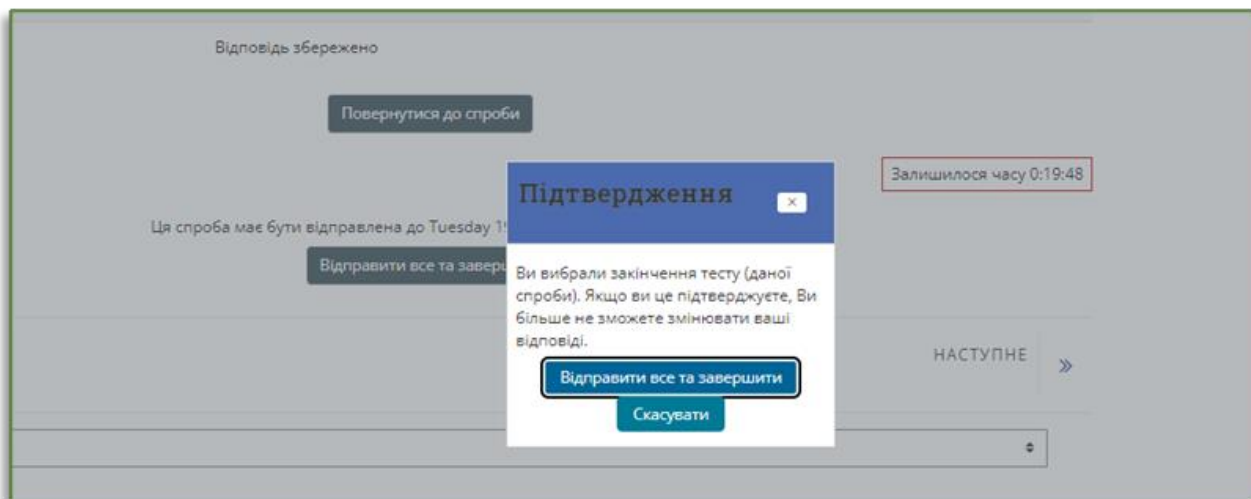 Відповідь збережено
Повернутися до спроби
Залишилося часу 0:19:48
Підтвердження
×
Ця спроба має бути відправлена до Tuesday
Відправити все та
Ви вибрали закінчення тесту (даної
спроби). Якщо ви це підтверджуєте, Ви
більше не зможете змінювати ваші
відповіді.
Відправити все та завершити
Скасувати
НАСТУПНЕ »